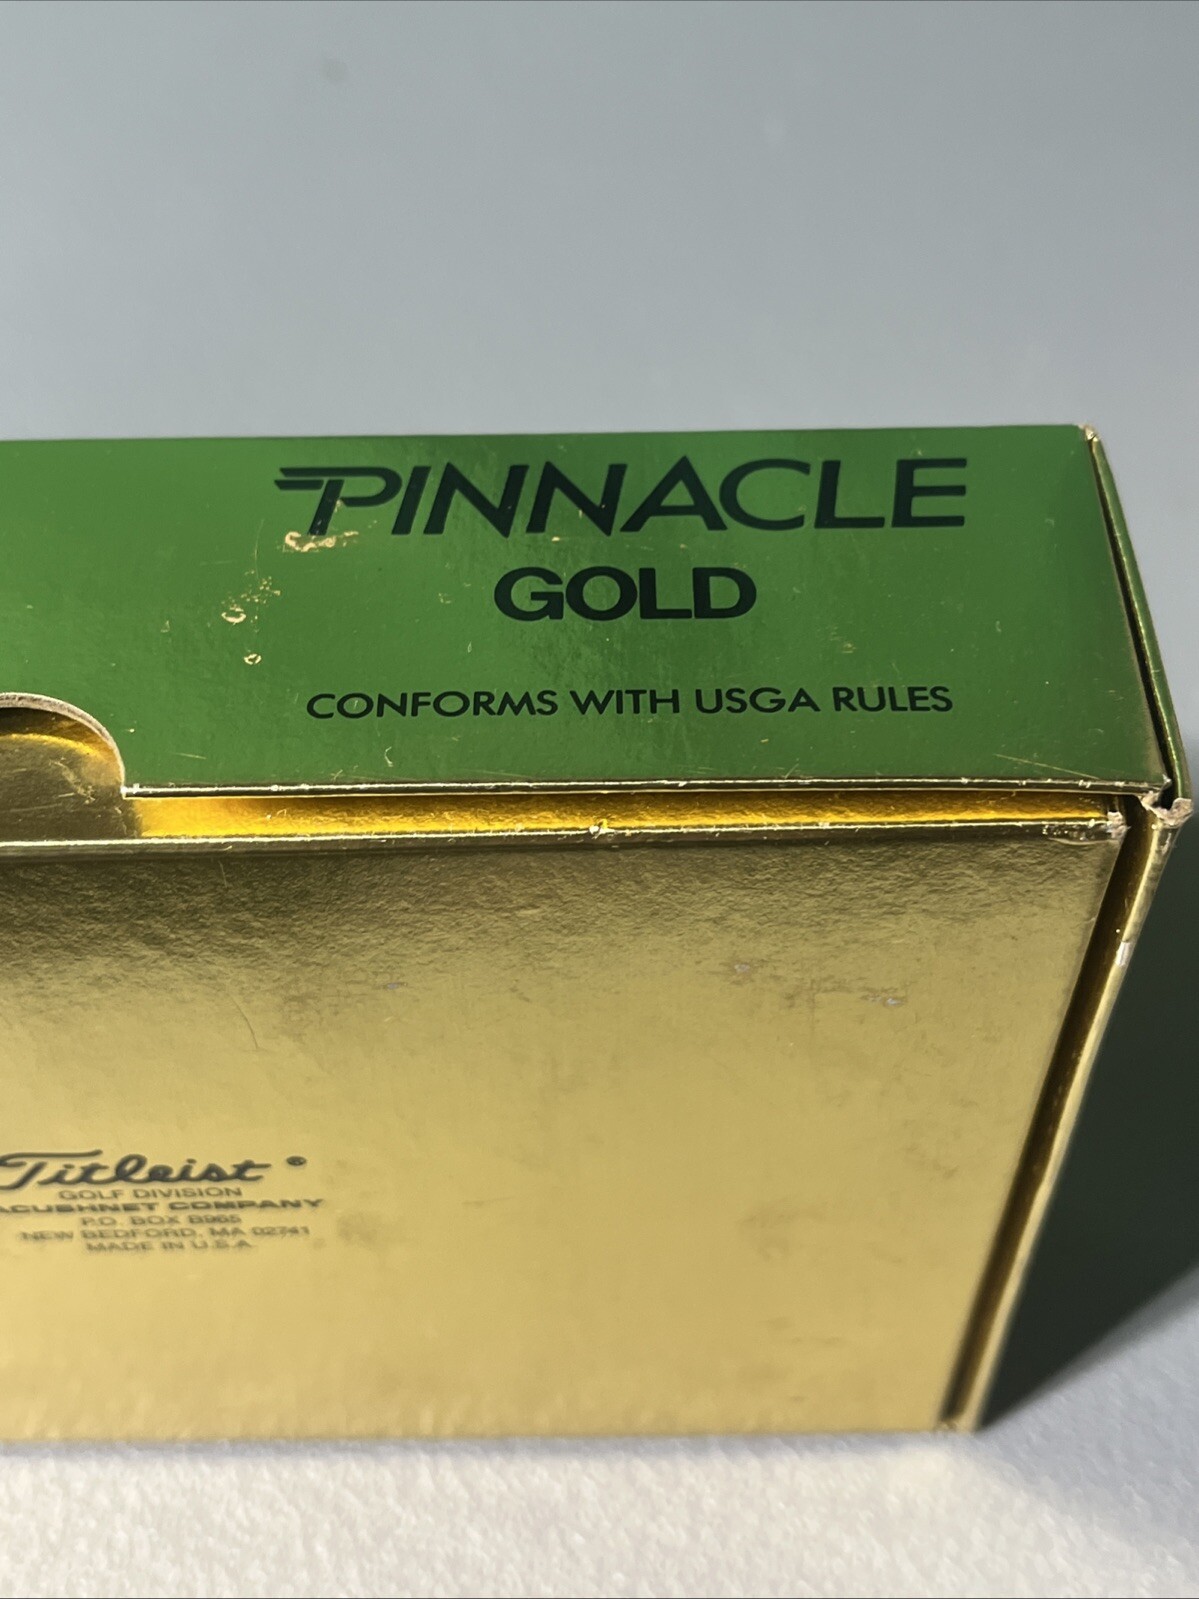 PINNACLE
GOLD
CONFORMS WITH USGA RULES
Titleist ®
GOLF DIVISION
ACUSHNET COMPANY
P.O. BOX B965
NEW BEDFORD, MA 02741
MADE IN U.S.A.